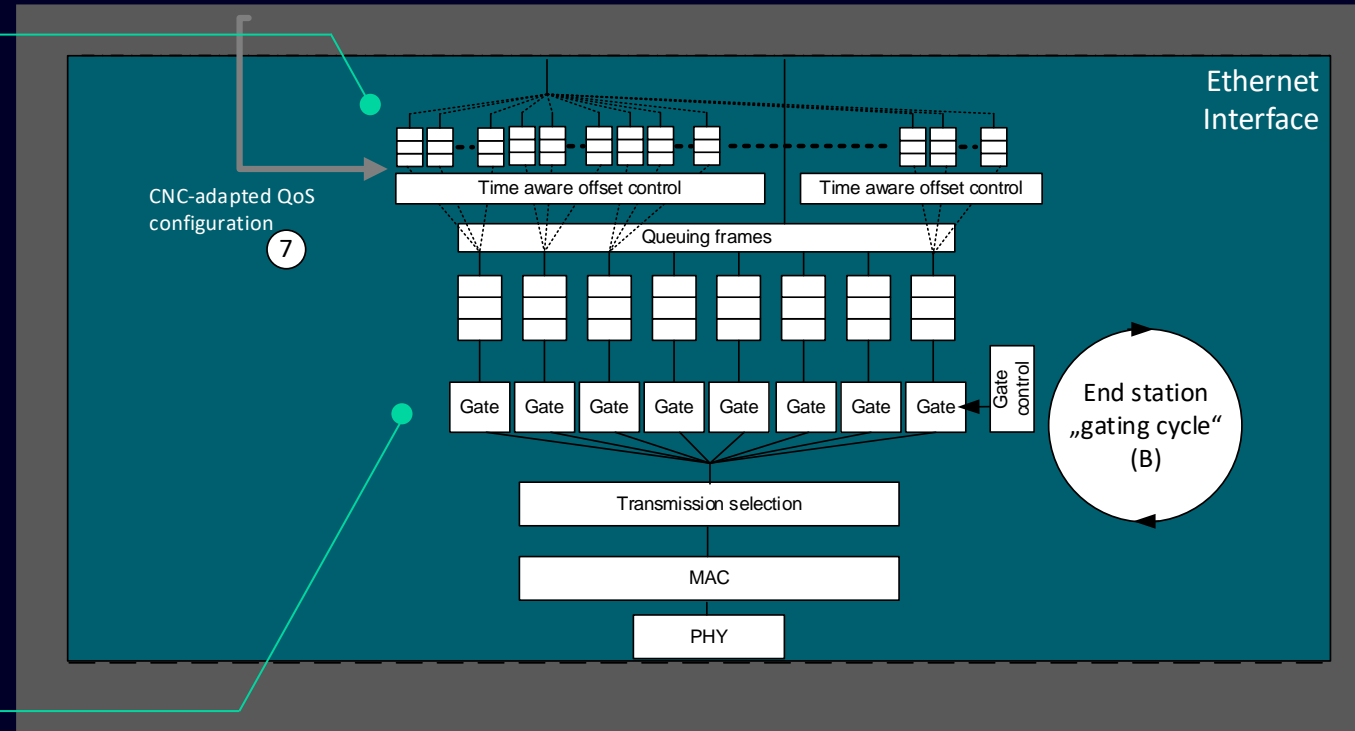 Ethernet
Interface
Time aware offset control
Time aware offset control
CNC-adapted QoS
configuration
7
Queuing frames
Gate Gate Gate Gate Gate Gate Gate Gate
Gate
control
End station
„gating cycle“
(B)
Transmission selection
MAC
PHY